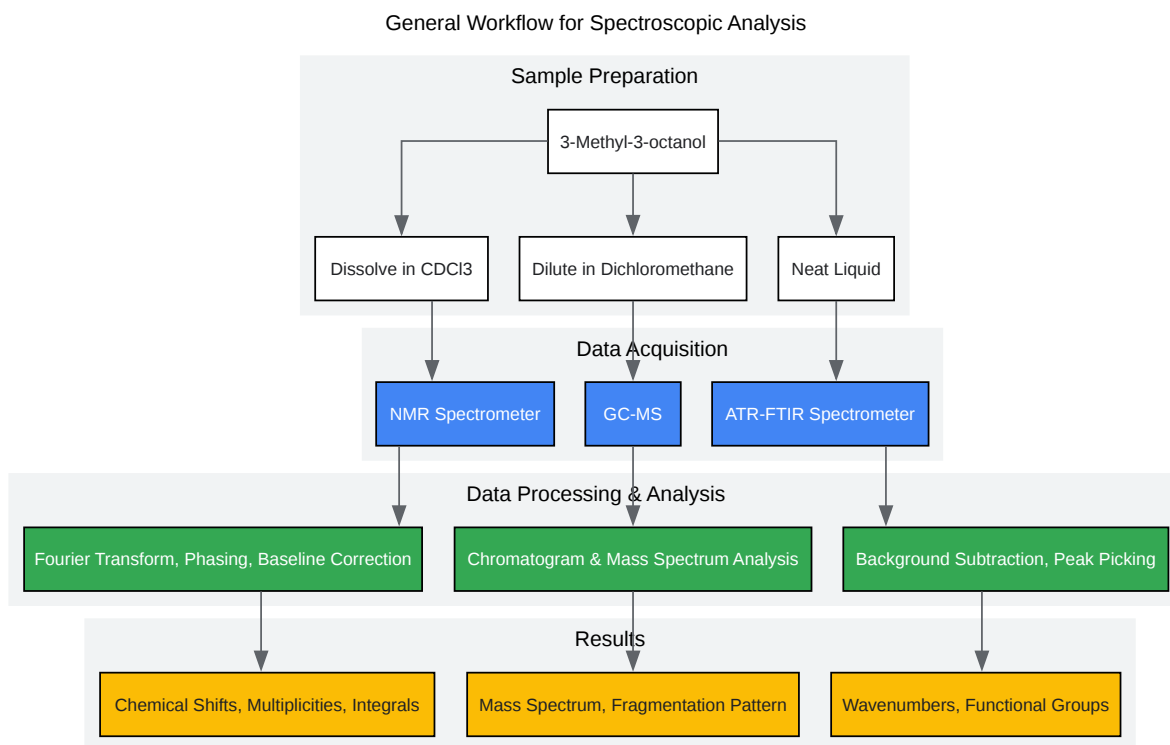 General Workflow for Spectroscopic Analysis
Sample Preparation
3-Methyl-3-octanol
Dissolve in CDCl3
Dilute in Dichloromethane
Neat Liquid
Data Acquisition
NMR Spectrometer
GC-MS
ATR-FTIR Spectrometer
Data Processing & Analysis
Fourier Transform, Phasing, Baseline Correction
Chromatogram & Mass Spectrum Analysis
Background Subtraction, Peak Picking
Results
Chemical Shifts, Multiplicities, Integrals
Mass Spectrum, Fragmentation Pattern
Wavenumbers, Functional Groups